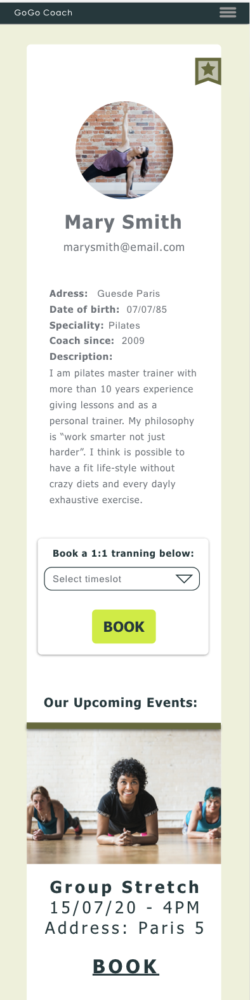 GoGo Coach
Mary Smith
marysmith@email.com
Adress: Guesde Paris
Date of birth: 07/07/85
Speciality: Pilates
Coach since: 2009
Description:
I am pilates master trainer with
more than 10 years experience
giving lessons and as a
personal trainer. My philosophy
is “work smarter not just
harder”. I think is possible to
have a fit life-style without
crazy diets and every dayly
exhaustive exercise.
Book a 1:1 tranning below:
Select timeslot
BOOK
Our Upcoming Events:
Group Stretch
15/07/20 - 4PM
Address: Paris 5
BOOK